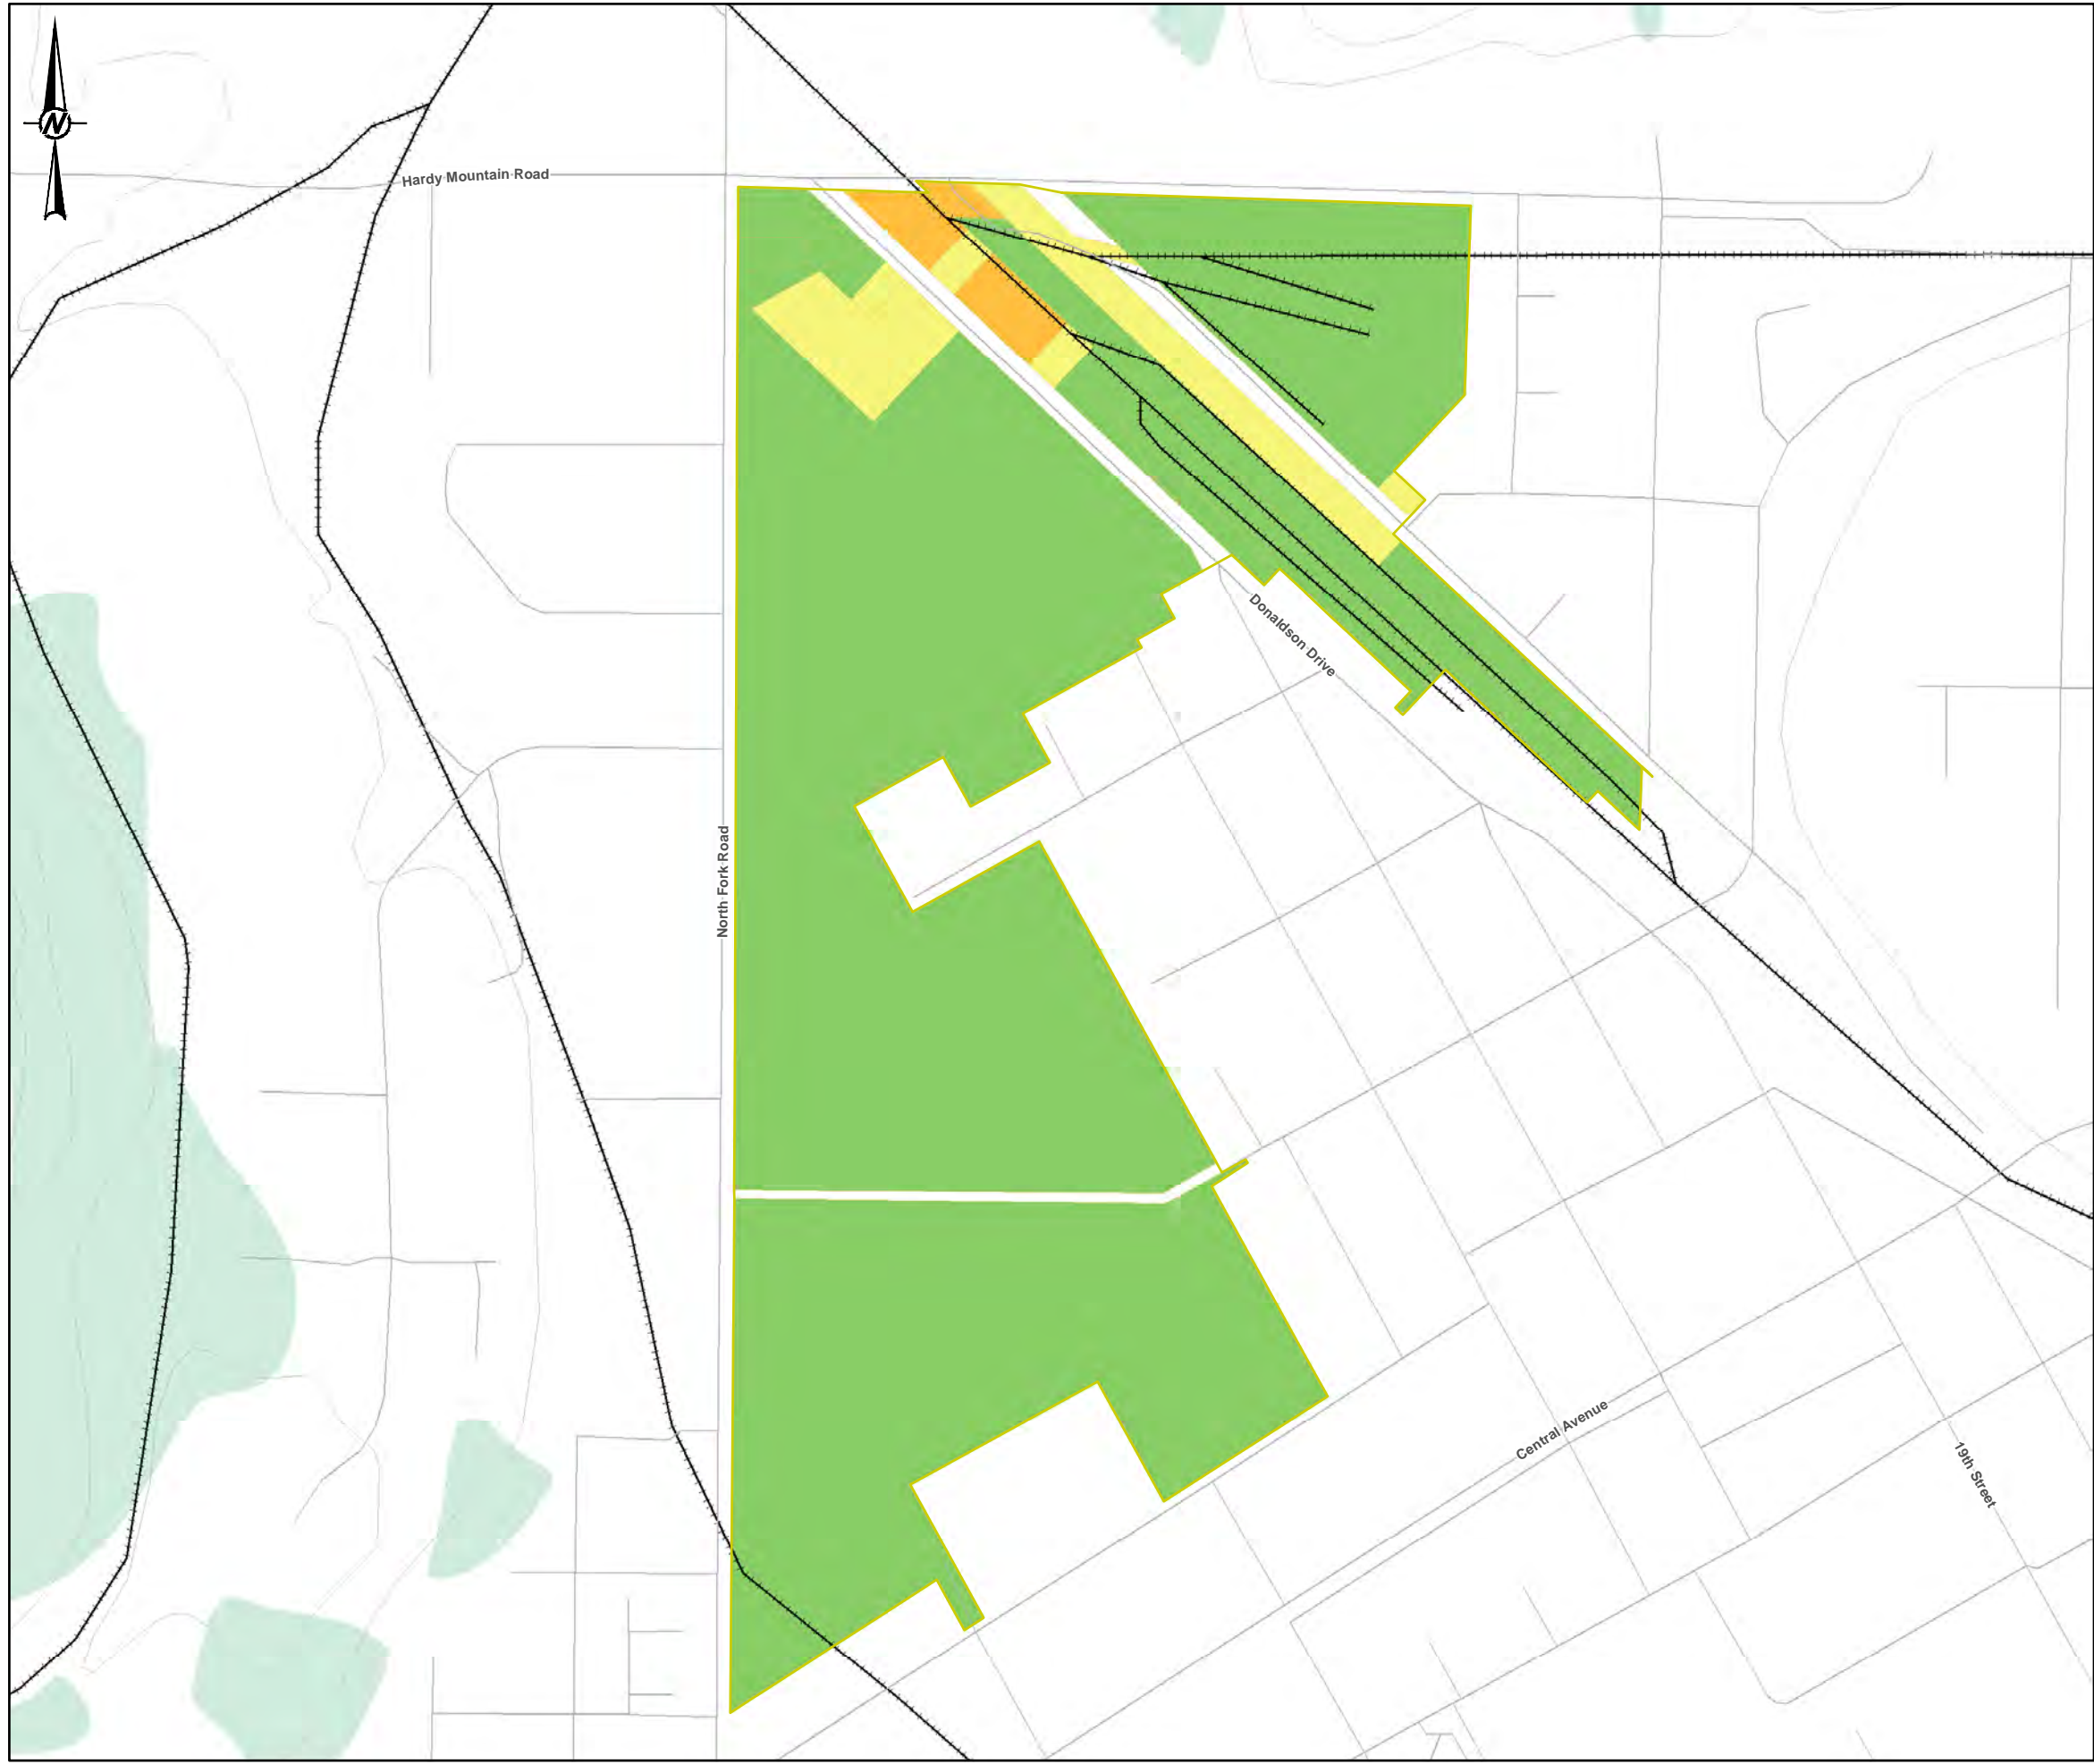 N
Hardy Mountain Road
Donaldson Drive
North Fork Road
Central Avenue
19th Street